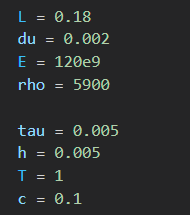 L = 0.18
du = 0.002
E = 120e9
rho = 5900
tau = 0.005
h = 0.005
T = 1
c = 0.1